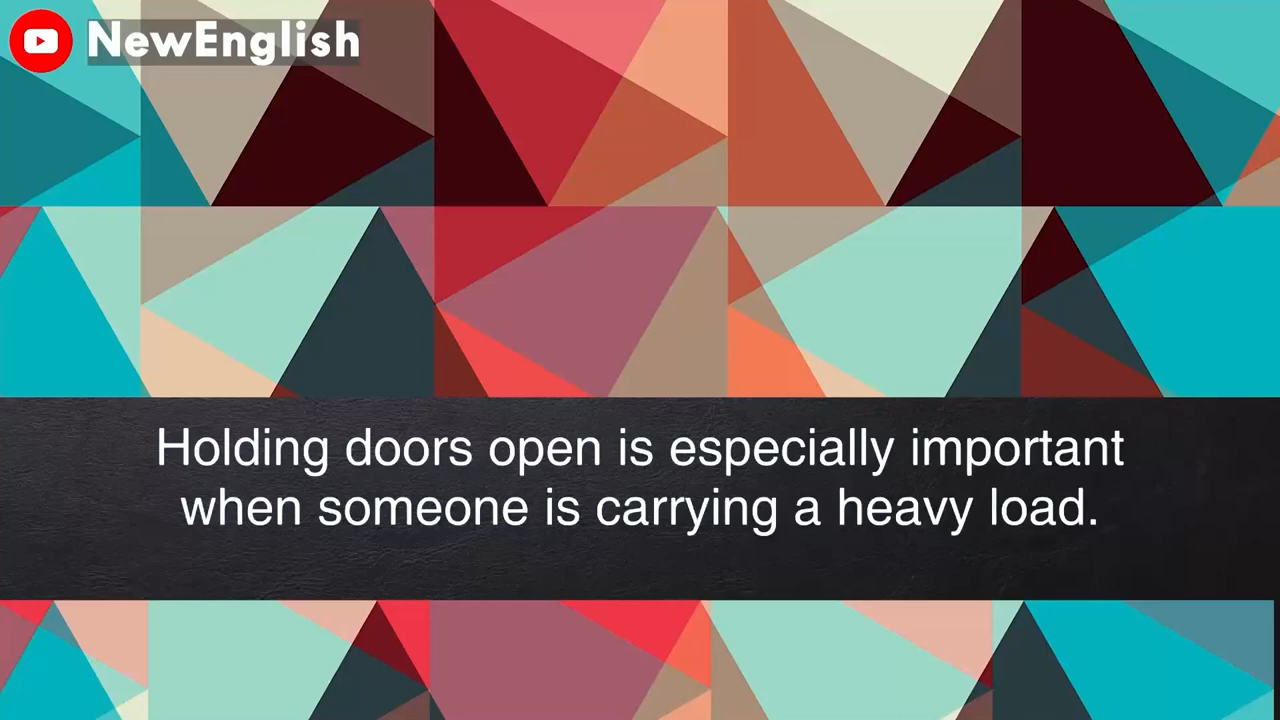 NewEnglish
Holding doors open is especially important
when someone is carrying a heavy load.